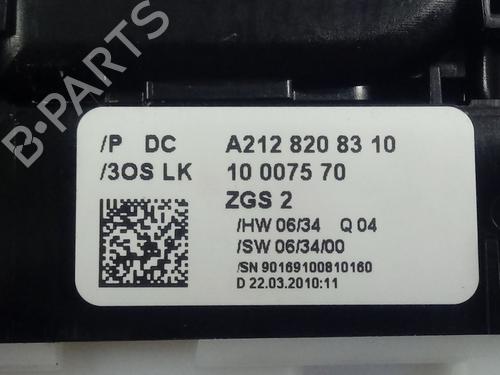 B-PARTS
/P DC A212 820 83 10
/3OS LK 10 0075 70
ZGS 2
/HW 06/34 Q 04
/SW 06/34/00
/SN 90169100810160
D 22.03.2010:11
B-PARTS